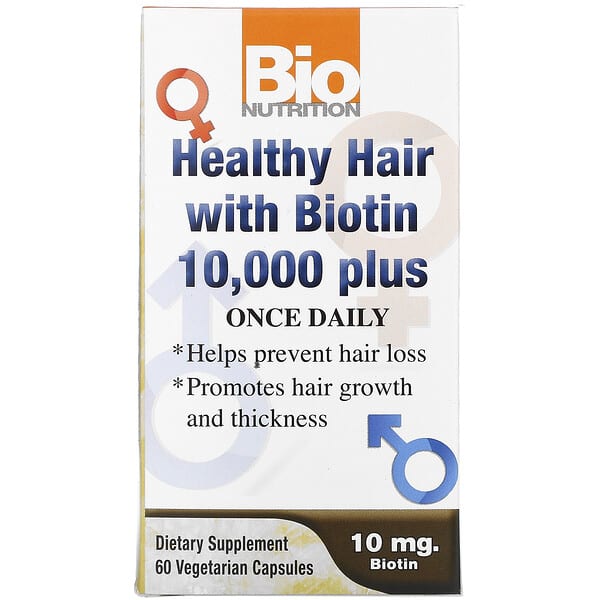 Bio
NUTRITION
Healthy Hair
with Biotin
10,000 plus
ONCE DAILY
*Helps prevent hair loss
*Promotes hair growth
and thickness
Dietary Supplement
60 Vegetarian Capsules
10 mg.
Biotin